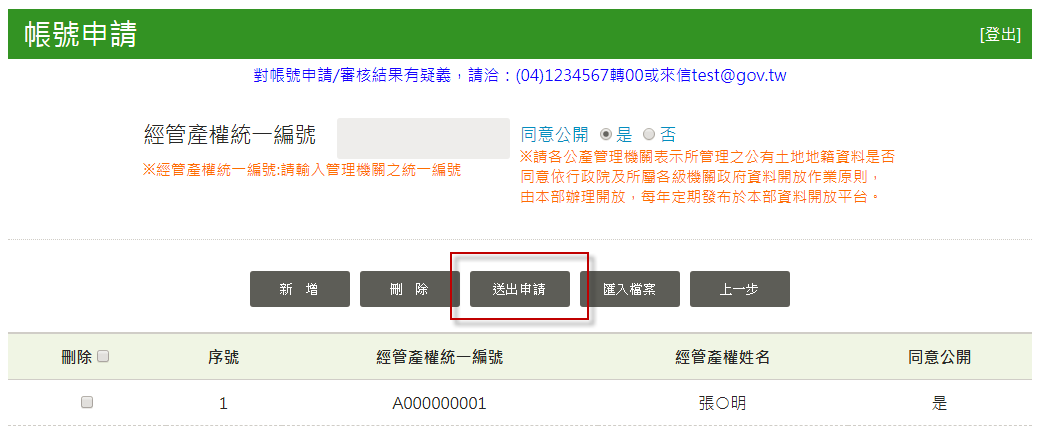 帳號申請
[登出]
對帳號申請/審核結果有疑義，請洽：(04)1234567轉00或來信test@gov.tw
經管產權統一編號
同意公開 是 否
※經管產權統一編號:請輸入管理機關之統一編號
※請各公產管理機關表示所管理之公有土地地籍資料是否
同意依行政院及所屬各級機關政府資料開放作業原則，
由本部辦理開放，每年定期發布於本部資料開放平台。
新 增 刪 除 送出申請 匯入檔案 上一步
刪除 序號 經管產權統一編號 經管產權姓名 同意公開
1 A000000001 張○明 是